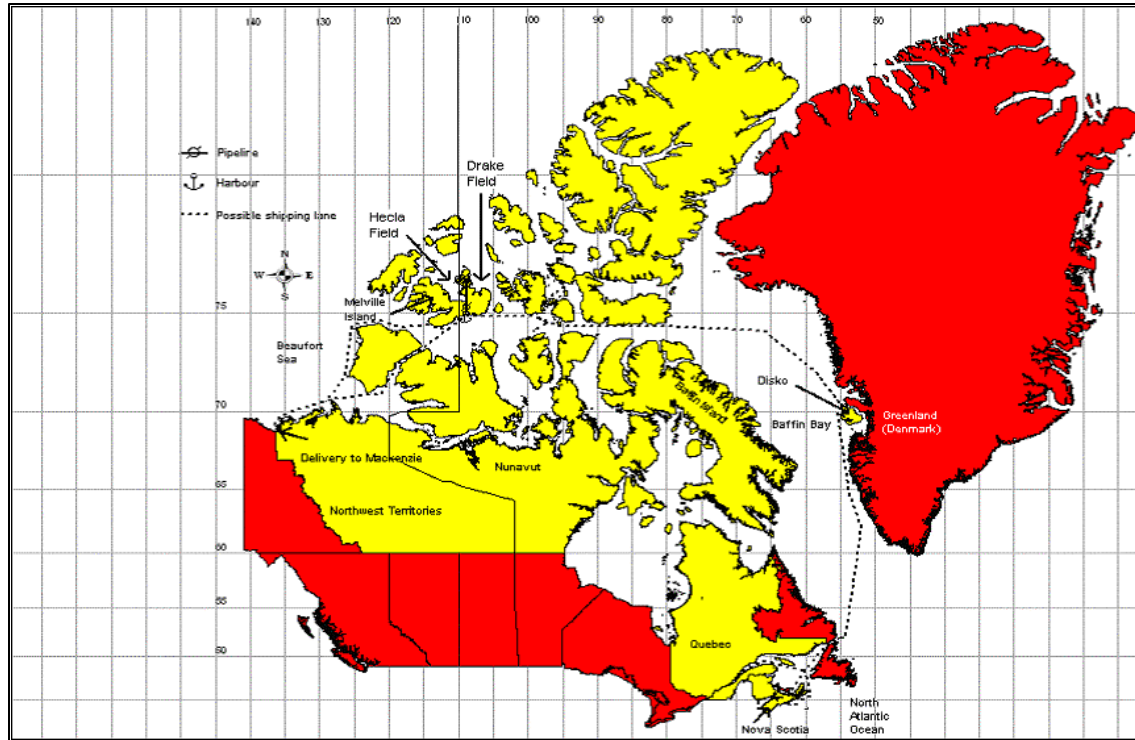 140
130
120
110
100
90
80
70
60
50
Pipeline
Harbour
Possible shipping lane
N
W E
S
Drake
Field
Hecla
Field
75
Melville
Island
Beaufort
Sea
70
Disko
Baffin Island
Baffin Bay
Greenland
(Denmark)
Delivery to Mackenzie
Nunavut
65
Northwest Territories
60
55
50
Quebec
Nova Scotia
North
Atlantic
Ocean